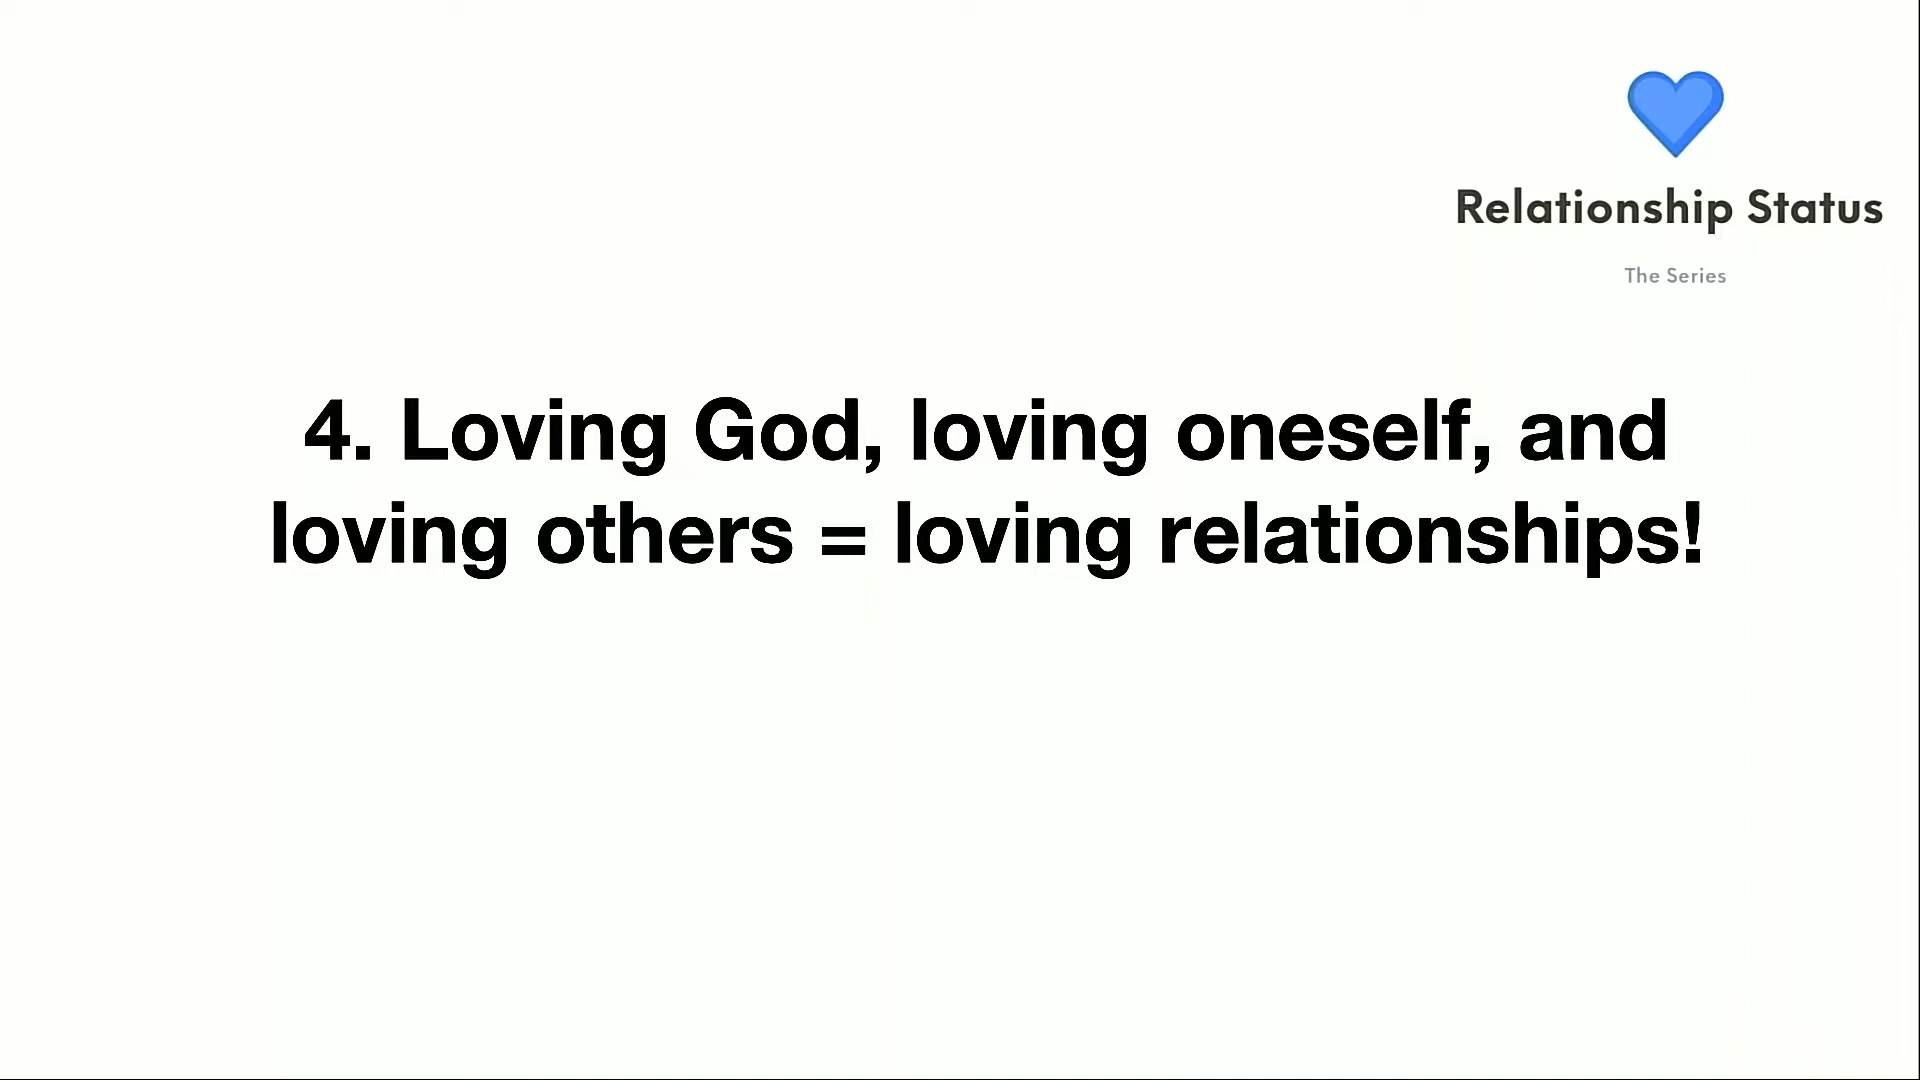 Relationship Status
The Series
4. Loving God, loving oneself, and
loving others = loving relationships!